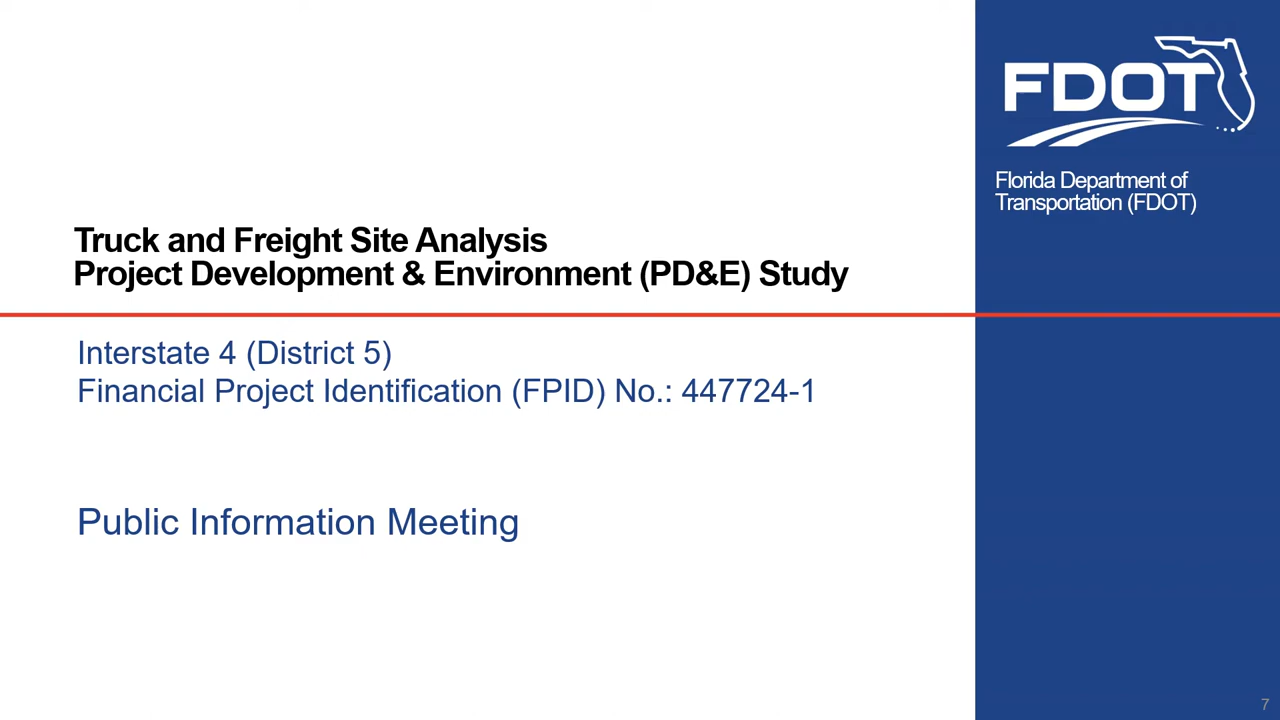 FDOT
Florida Department of
Transportation (FDOT)
Truck and Freight Site Analysis
Project Development & Environment (PD&E) Study
Interstate 4 (District 5)
Financial Project Identification (FPID) No.: 447724-1
Public Information Meeting
7